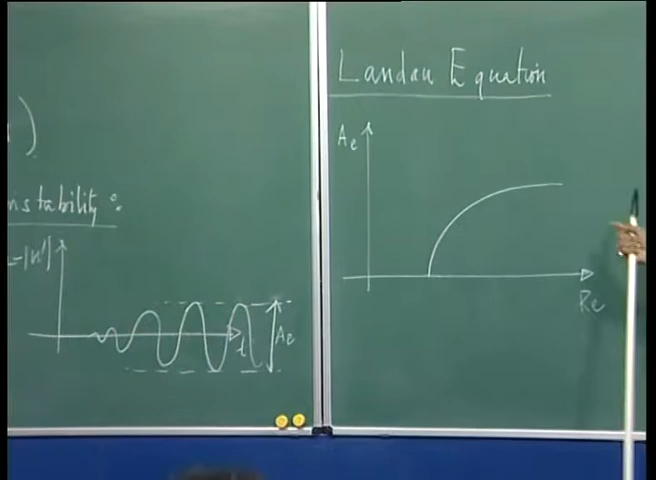 )
nstability :
|u'|
t
Ae
Landau Equation
Ae
Re